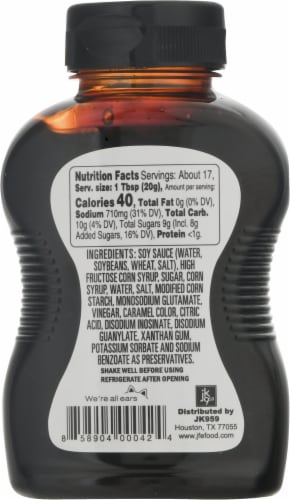 Nutrition Facts Servings: About 17,
Serv. size: 1 Tbsp (20g), Amount per serving:
Calories 40, Total Fat 0g (0% DV),
Sodium 710mg (31% DV), Total Carb.
10g (4% DV), Total Sugars 9g (Incl. 8g
Added Sugars, 16% DV), Protein <1g.
INGREDIENTS: SOY SAUCE (WATER,
SOYBEANS, WHEAT, SALT), HIGH
FRUCTOSE CORN SYRUP, SUGAR, CORN
SYRUP, WATER, SALT, MODIFIED CORN
STARCH, MONOSODIUM GLUTAMATE,
VINEGAR, CARAMEL COLOR, CITRIC
ACID, DISODIUM INOSINATE, DISODIUM
GUANYLATE, XANTHAN GUM,
POTASSIUM SORBATE AND SODIUM
BENZOATE AS PRESERVATIVES.
SHAKE WELL BEFORE USING
REFRIGERATE AFTER OPENING
We're all ears
8 58904 00042 4
Distributed by
JK959
Houston, TX 77055
www.jfefood.com